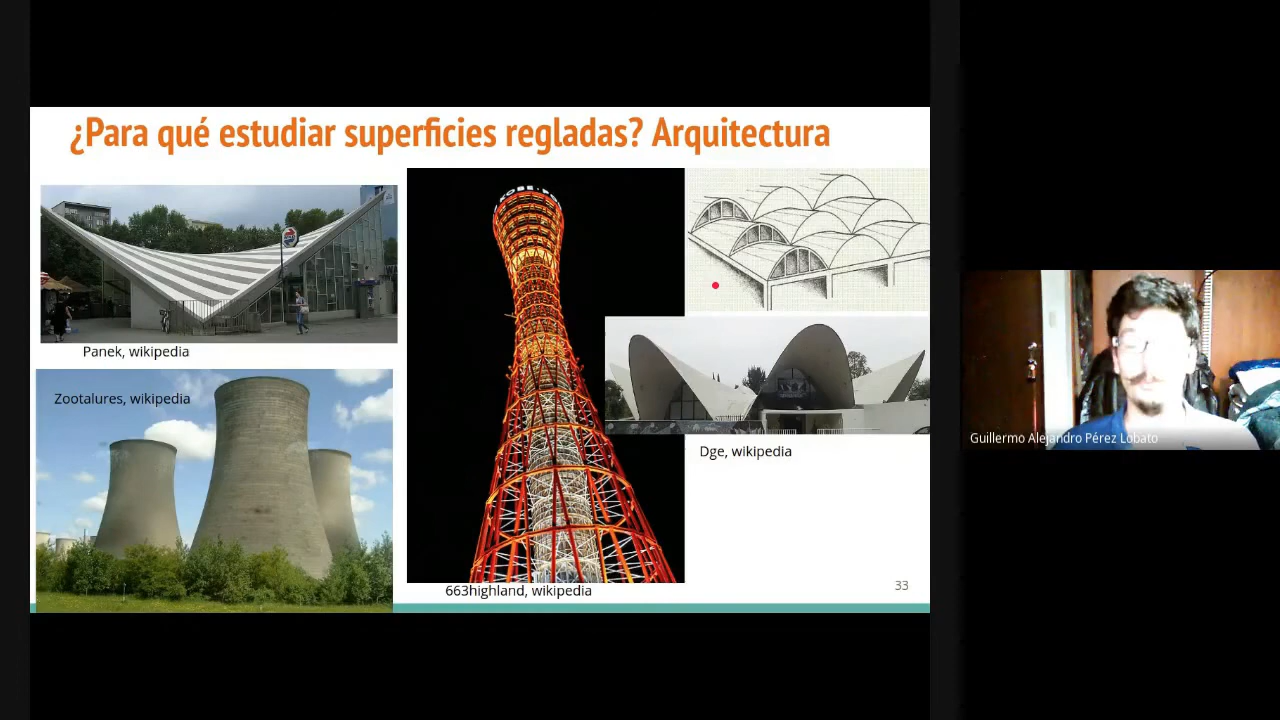 ¿Para qué estudiar superficies regladas? Arquitectura
Panek, wikipedia
Zootalures, wikipedia
Dge, wikipedia
663highland, wikipedia
33
Guillermo Alejandro Pérez Lobato